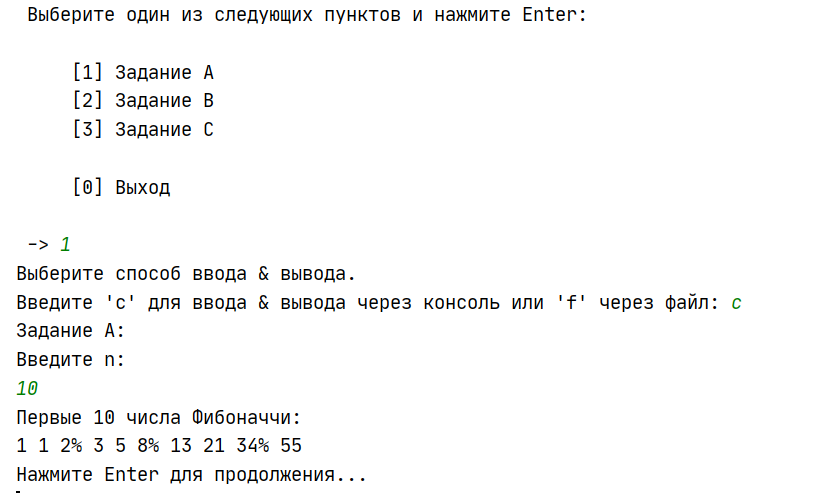 Выберите один из следующих пунктов и нажмите Enter:
[1] Задание A
[2] Задание B
[3] Задание C
[0] Выход
-> 1
Выберите способ ввода & вывода.
Введите 'c' для ввода & вывода через консоль или 'f' через файл: c
Задание A:
Введите n:
10
Первые 10 числа Фибоначчи:
1 1 2% 3 5 8% 13 21 34% 55
Нажмите Enter для продолжения...